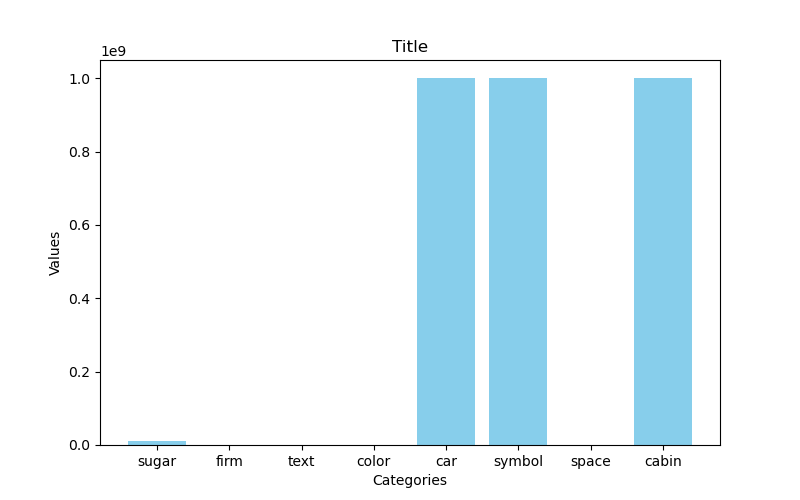 Title
1e9
1.0
0.8
0.6
0.4
0.2
0.0
Values
sugar firm text color car symbol space cabin
Categories